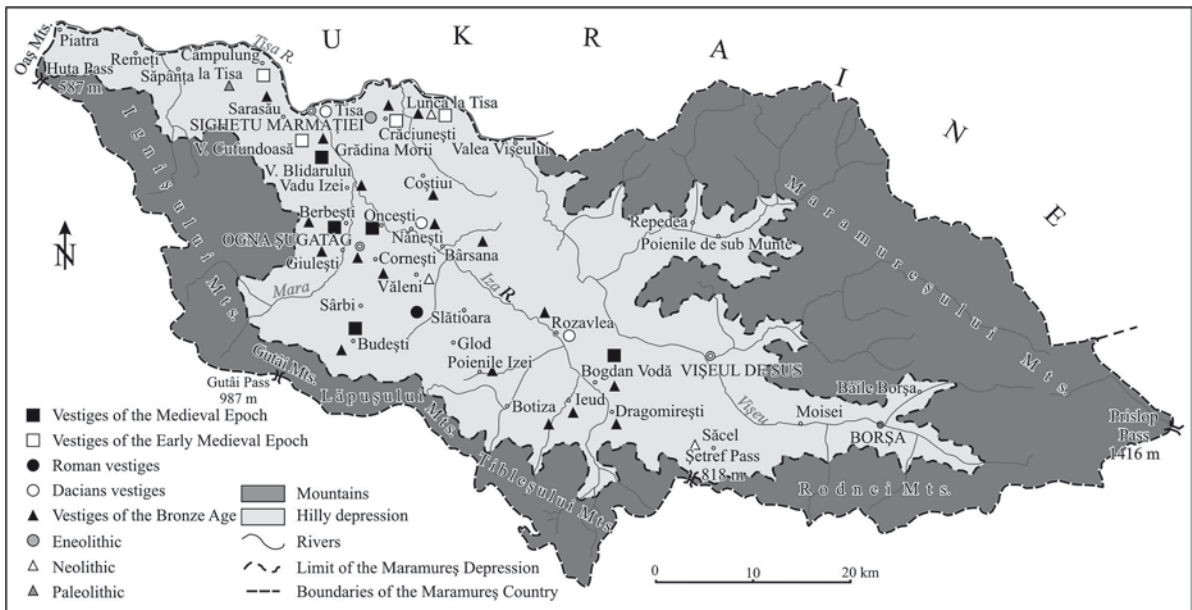 U K R A I N E
Oaş Mts.
Piatra
Huta Pass
587 m
Remeţi
Săpânţa
Câmpulung
la Tisa
Tisa R.
Sarasău
SIGHETU MARMAŢIEI
Tisa
Lunca la Tisa
Crăciuneşti
V. Cufundoasă
Grădina Morii
Valea Vişeului
V. Blidarului
Vadu Izei
Coştiui
Ignişului Mts.
Berbeşti
Onceşti
Năneşti
OGNA ŞUGATAG
Bârsana
Giuleşti
Corneşti
Văleni
Mara
Iza R.
Repedea
Poienile de sub Munte
Maramureşului Mts.
Sârbi
Slătioara
Rozavlea
Budeşti
Glod
Poienile Izei
Bogdan Vodă
VIŞEUL DE SUS
Gutâi Mts.
Gutâi Pass
987 m
Lăpuşului Mts.
Botiza
Ieud
Dragomireşti
Vişeu
Băile Borşa
Moisei
BORŞA
Prislop
Pass
1416 m
Săcel
Şetref Pass
818 m
Ţibleşului Mts.
Rodnei Mts.
N
Vestiges of the Medieval Epoch
Vestiges of the Early Medieval Epoch
Roman vestiges
Dacians vestiges
Vestiges of the Bronze Age
Eneolithic
Neolithic
Paleolithic
Mountains
Hilly depression
Rivers
Limit of the Maramureş Depression
Boundaries of the Maramureş Country
0 10 20 km